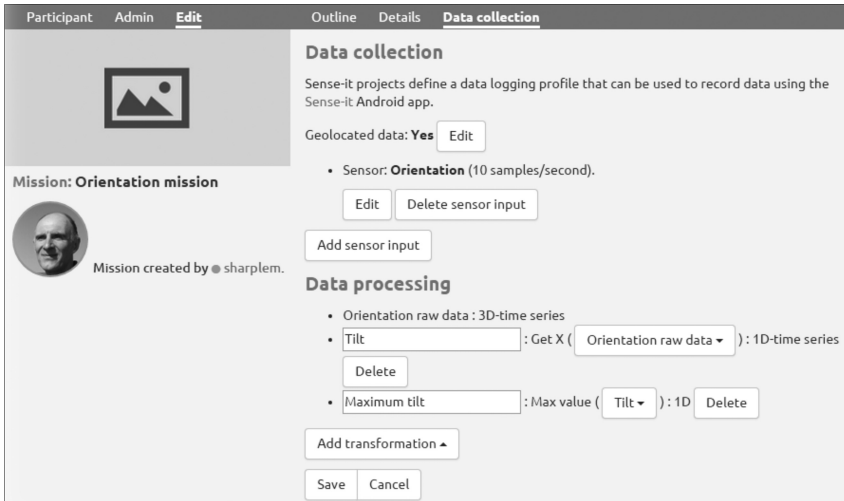 Participant Admin Edit
Outline Details Data collection
Mission: Orientation mission
Mission created by sharplem.
Data collection
Sense-it projects define a data logging profile that can be used to record data using the
Sense-it Android app.
Geolocated data: Yes Edit
• Sensor: Orientation (10 samples/second).
Edit Delete sensor input
Add sensor input
Data processing
• Orientation raw data : 3D-time series
• Tilt : Get X ( Orientation raw data ▾ ) : 1D-time series
Delete
• Maximum tilt : Max value ( Tilt ▾ ) : 1D Delete
Add transformation ▴
Save Cancel